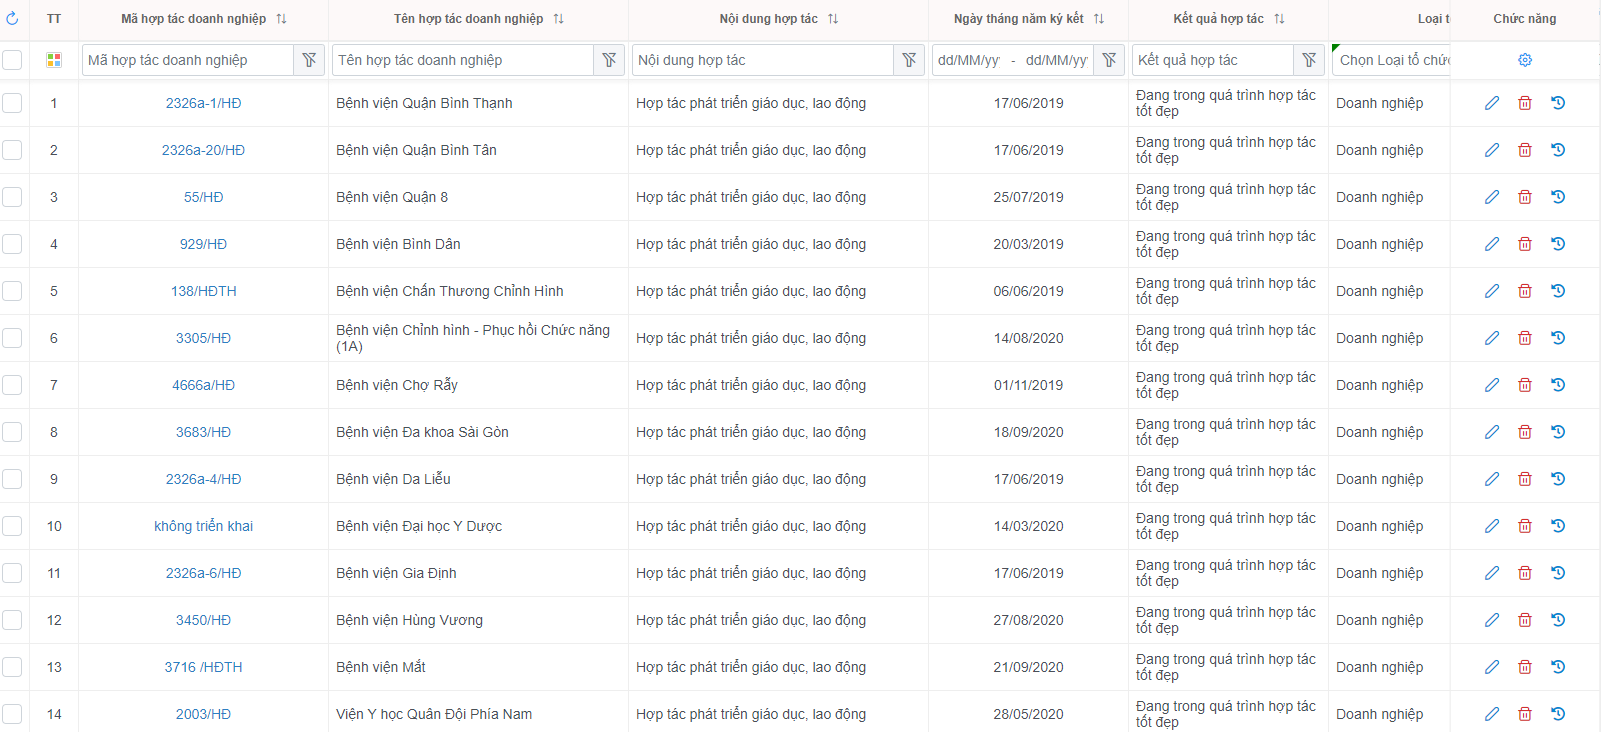 TT Mã hợp tác doanh nghiệp Tên hợp tác doanh nghiệp Nội dung hợp tác Ngày tháng năm ký kết Kết quả hợp tác Loại t Chức năng
Mã hợp tác doanh nghiệp Tên hợp tác doanh nghiệp Nội dung hợp tác dd/MM/yy - dd/MM/yy Kết quả hợp tác Chọn Loại tổ chức
1 2326a-1/HĐ Bệnh viện Quận Bình Thạnh Hợp tác phát triển giáo dục, lao động 17/06/2019 Đang trong quá trình hợp tác tốt đẹp Doanh nghiệp
2 2326a-20/HĐ Bệnh viện Quận Bình Tân Hợp tác phát triển giáo dục, lao động 17/06/2019 Đang trong quá trình hợp tác tốt đẹp Doanh nghiệp
3 55/HĐ Bệnh viện Quận 8 Hợp tác phát triển giáo dục, lao động 25/07/2019 Đang trong quá trình hợp tác tốt đẹp Doanh nghiệp
4 929/HĐ Bệnh viện Bình Dân Hợp tác phát triển giáo dục, lao động 20/03/2019 Đang trong quá trình hợp tác tốt đẹp Doanh nghiệp
5 138/HĐTH Bệnh viện Chấn Thương Chỉnh Hình Hợp tác phát triển giáo dục, lao động 06/06/2019 Đang trong quá trình hợp tác tốt đẹp Doanh nghiệp
6 3305/HĐ Bệnh viện Chỉnh hình - Phục hồi Chức năng (1A) Hợp tác phát triển giáo dục, lao động 14/08/2020 Đang trong quá trình hợp tác tốt đẹp Doanh nghiệp
7 4666a/HĐ Bệnh viện Chợ Rẫy Hợp tác phát triển giáo dục, lao động 01/11/2019 Đang trong quá trình hợp tác tốt đẹp Doanh nghiệp
8 3683/HĐ Bệnh viện Đa khoa Sài Gòn Hợp tác phát triển giáo dục, lao động 18/09/2020 Đang trong quá trình hợp tác tốt đẹp Doanh nghiệp
9 2326a-4/HĐ Bệnh viện Da Liễu Hợp tác phát triển giáo dục, lao động 17/06/2019 Đang trong quá trình hợp tác tốt đẹp Doanh nghiệp
10 không triển khai Bệnh viện Đại học Y Dược Hợp tác phát triển giáo dục, lao động 14/03/2020 Đang trong quá trình hợp tác tốt đẹp Doanh nghiệp
11 2326a-6/HĐ Bệnh viện Gia Định Hợp tác phát triển giáo dục, lao động 17/06/2019 Đang trong quá trình hợp tác tốt đẹp Doanh nghiệp
12 3450/HĐ Bệnh viện Hùng Vương Hợp tác phát triển giáo dục, lao động 27/08/2020 Đang trong quá trình hợp tác tốt đẹp Doanh nghiệp
13 3716 /HĐTH Bệnh viện Mắt Hợp tác phát triển giáo dục, lao động 21/09/2020 Đang trong quá trình hợp tác tốt đẹp Doanh nghiệp
14 2003/HĐ Viện Y học Quân Đội Phía Nam Hợp tác phát triển giáo dục, lao động 28/05/2020 Đang trong quá trình hợp tác tốt đẹp Doanh nghiệp